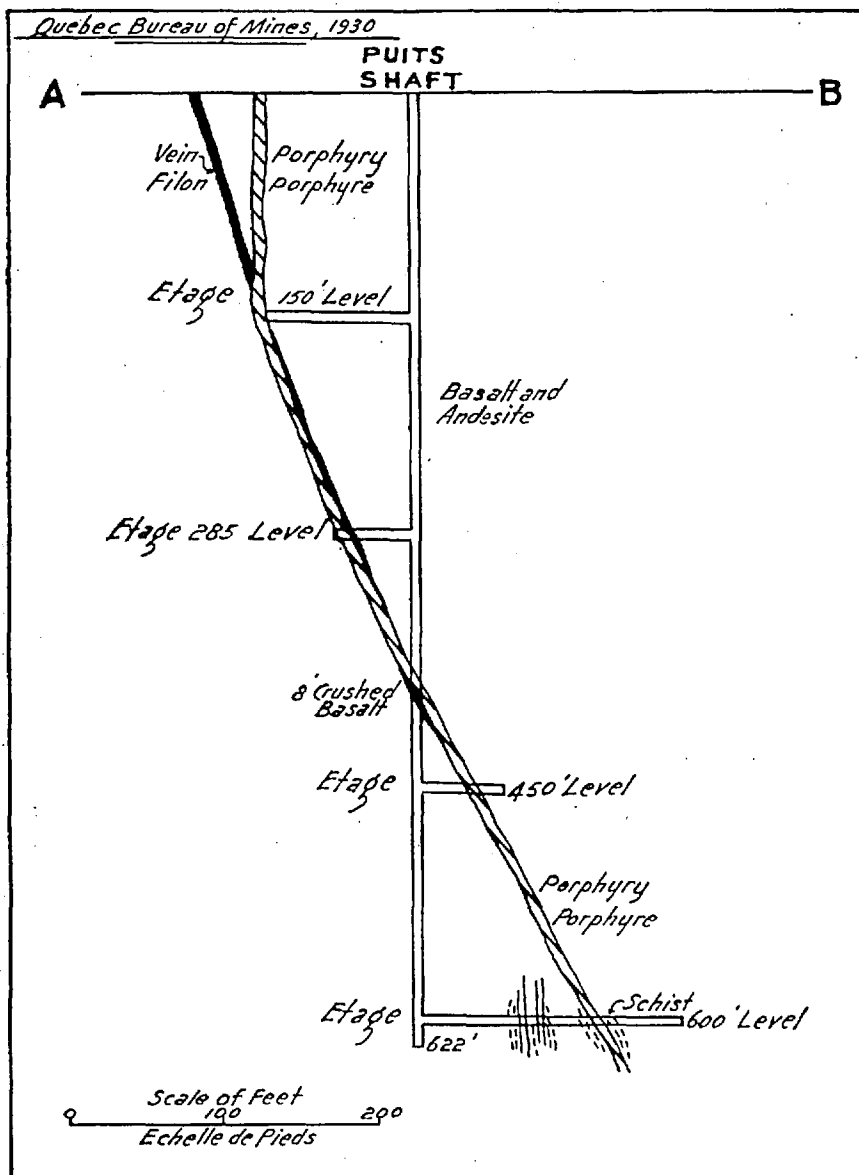 Quebec Bureau of Mines, 1930
PUITS
SHAFT
A
B
Vein
Filon
Porphyry
Porphyre
Etage
150' Level
Basalt and
Andesite
Etage 285 Level
8' Crushed
Basalt
Etage
450' Level
Porphyry
Porphyre
Schist
Etage
600' Level
622'
Scale of Feet
0 100 200
Echelle de Pieds